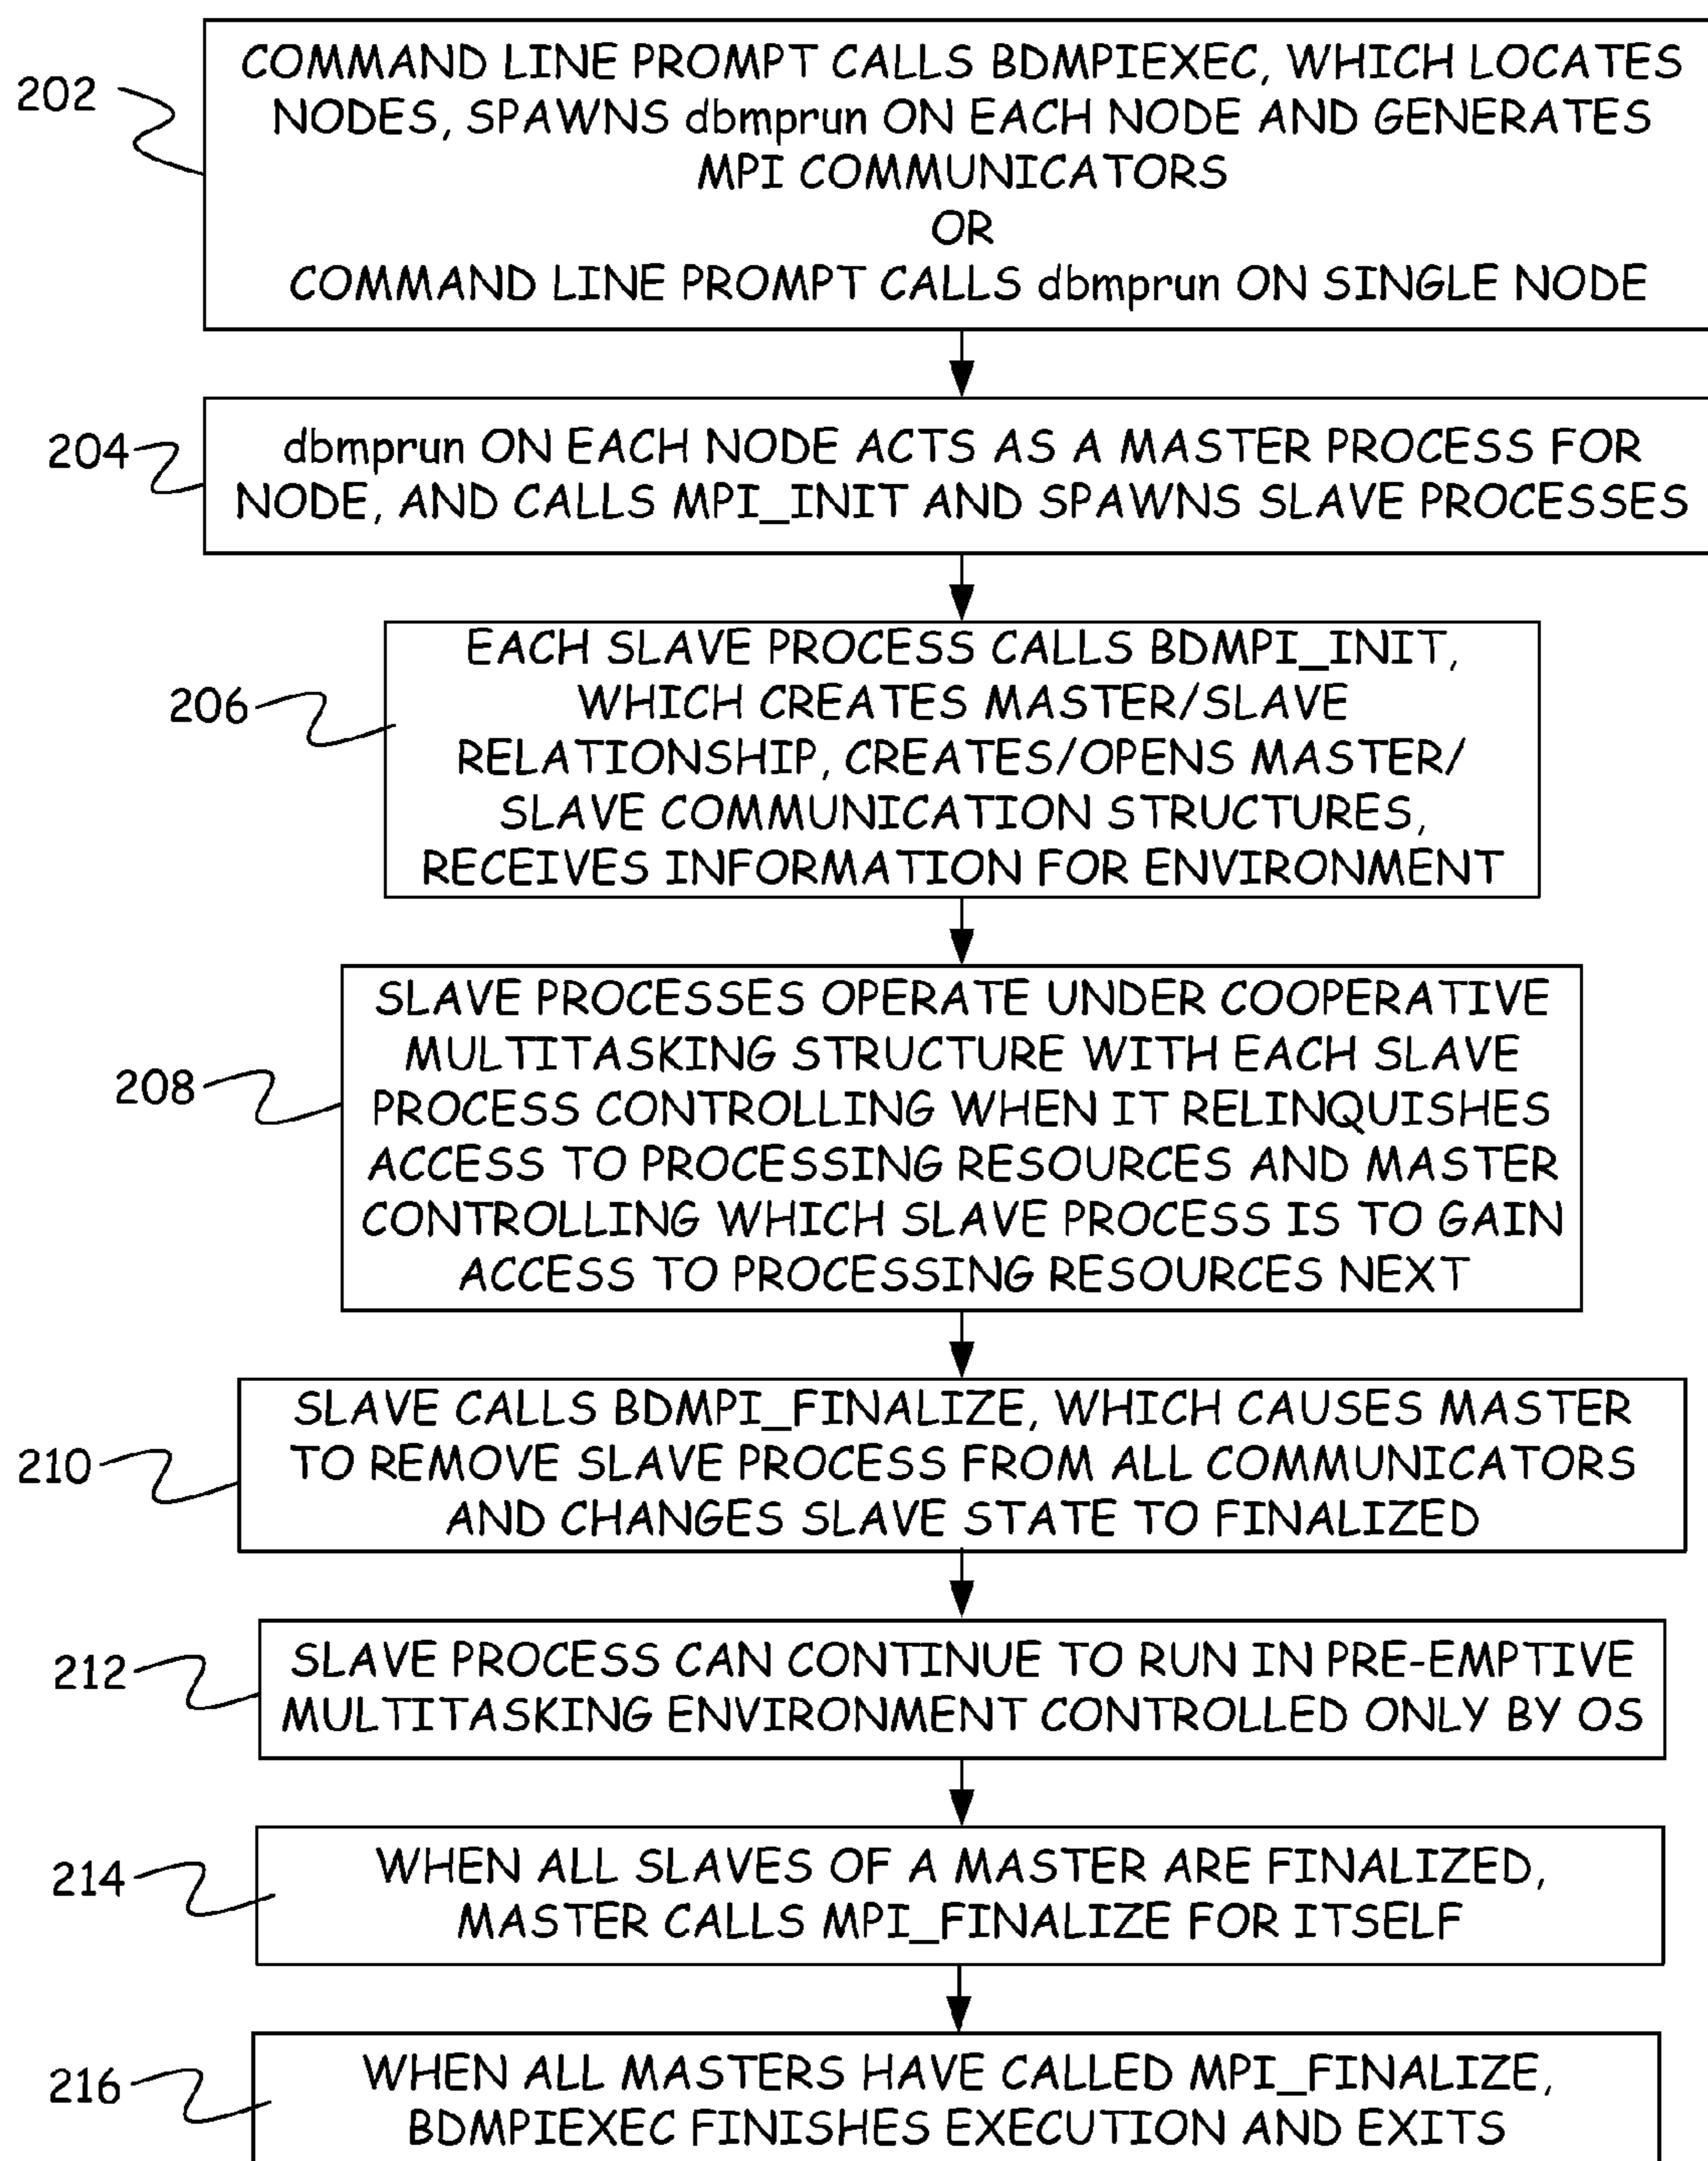 202
COMMAND LINE PROMPT CALLS BDMPIEXEC, WHICH LOCATES
NODES, SPAWNS dbmprun ON EACH NODE AND GENERATES
MPI COMMUNICATORS
OR
COMMAND LINE PROMPT CALLS dbmprun ON SINGLE NODE
204
dbmprun ON EACH NODE ACTS AS A MASTER PROCESS FOR
NODE, AND CALLS MPI_INIT AND SPAWNS SLAVE PROCESSES
206
EACH SLAVE PROCESS CALLS BDMPI_INIT,
WHICH CREATES MASTER/SLAVE
RELATIONSHIP, CREATES/OPENS MASTER/
SLAVE COMMUNICATION STRUCTURES,
RECEIVES INFORMATION FOR ENVIRONMENT
208
SLAVE PROCESSES OPERATE UNDER COOPERATIVE
MULTITASKING STRUCTURE WITH EACH SLAVE
PROCESS CONTROLLING WHEN IT RELINQUISHES
ACCESS TO PROCESSING RESOURCES AND MASTER
CONTROLLING WHICH SLAVE PROCESS IS TO GAIN
ACCESS TO PROCESSING RESOURCES NEXT
210
SLAVE CALLS BDMPI_FINALIZE, WHICH CAUSES MASTER
TO REMOVE SLAVE PROCESS FROM ALL COMMUNICATORS
AND CHANGES SLAVE STATE TO FINALIZED
212
SLAVE PROCESS CAN CONTINUE TO RUN IN PRE-EMPTIVE
MULTITASKING ENVIRONMENT CONTROLLED ONLY BY OS
214
WHEN ALL SLAVES OF A MASTER ARE FINALIZED,
MASTER CALLS MPI_FINALIZE FOR ITSELF
216
WHEN ALL MASTERS HAVE CALLED MPI_FINALIZE,
BDMPIEXEC FINISHES EXECUTION AND EXITS